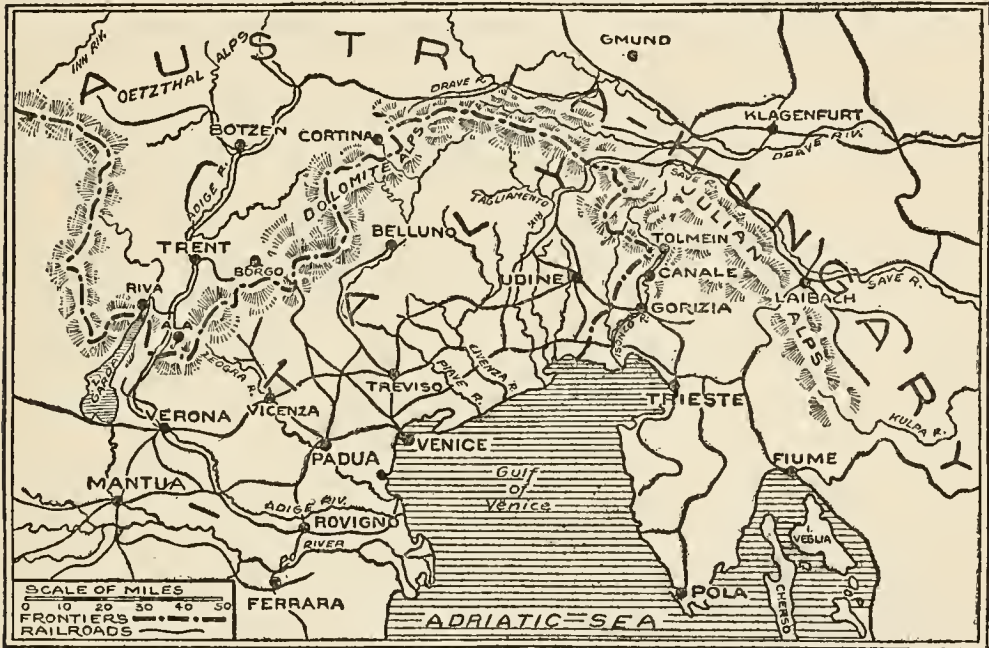 AUSTRIA-HUNGARY
GMUND
INN RIV.
OETZTHAL ALPS
DRAVE R.
KLAGENFURT
DRAVE RIV.
BOTZEN
CORTINA
DOLOMITE ALPS
SAVE R.
JULIAN ALPS
ADIGE R.
TAGLIAMENTO RIV.
TOLMEIN
BELLUNO
TRENT
BORGO
UDINE
CANALE
SAVE R.
LAIBACH
RIVA
GORIZIA
ISONZO R.
ITALY
LEOGRA R.
LIVENZA R.
PIAVE R.
L. GARDA
TREVISO
TRIESTE
VERONA
VICENZA
KULPA R.
PADUA
VENICE
FIUME
Gulf
of
Venice
MANTUA
ADIGE RIV.
ROVIGNO
RIVER
I.
VEGLIA
FERRARA
POLA
CHERSO
ADRIATIC SEA
SCALE OF MILES
0 10 20 30 40 50
FRONTIERS
RAILROADS